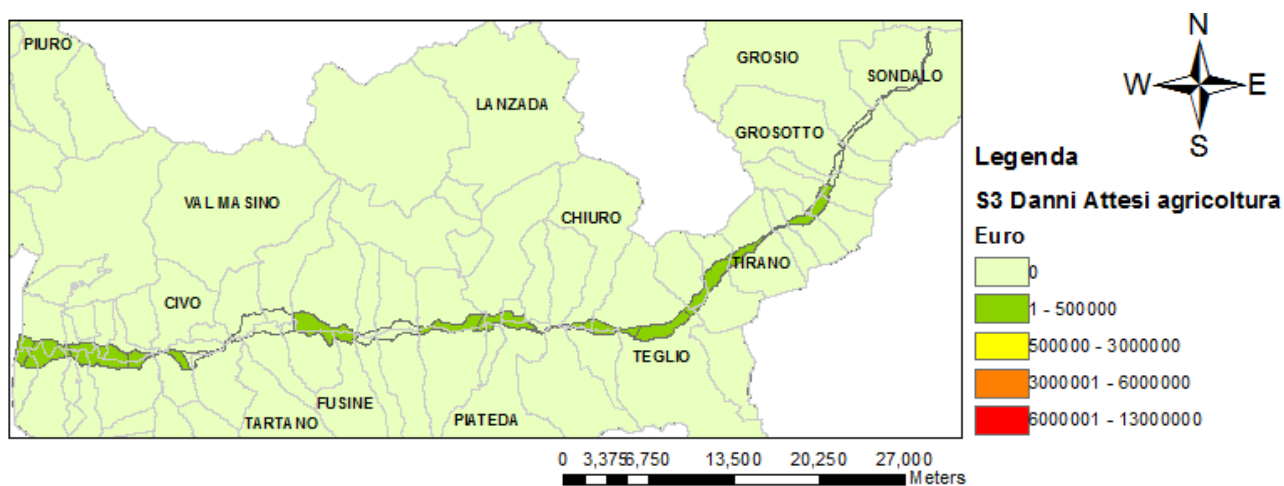 PIURO
GROSIO
SONDALO
LANZADA
GROSOTTO
VAL MASINO
CHIURO
TIRANO
CIVO
TEGLIO
FUSINE
TARTANO
PIATEDA
N
W E
S
Legenda
S3 Danni Attesi agricoltura
Euro
0
1 - 500000
500000 - 3000000
3000001 - 6000000
6000001 - 13000000
0 3,375 6,750 13,500 20,250 27,000
Meters